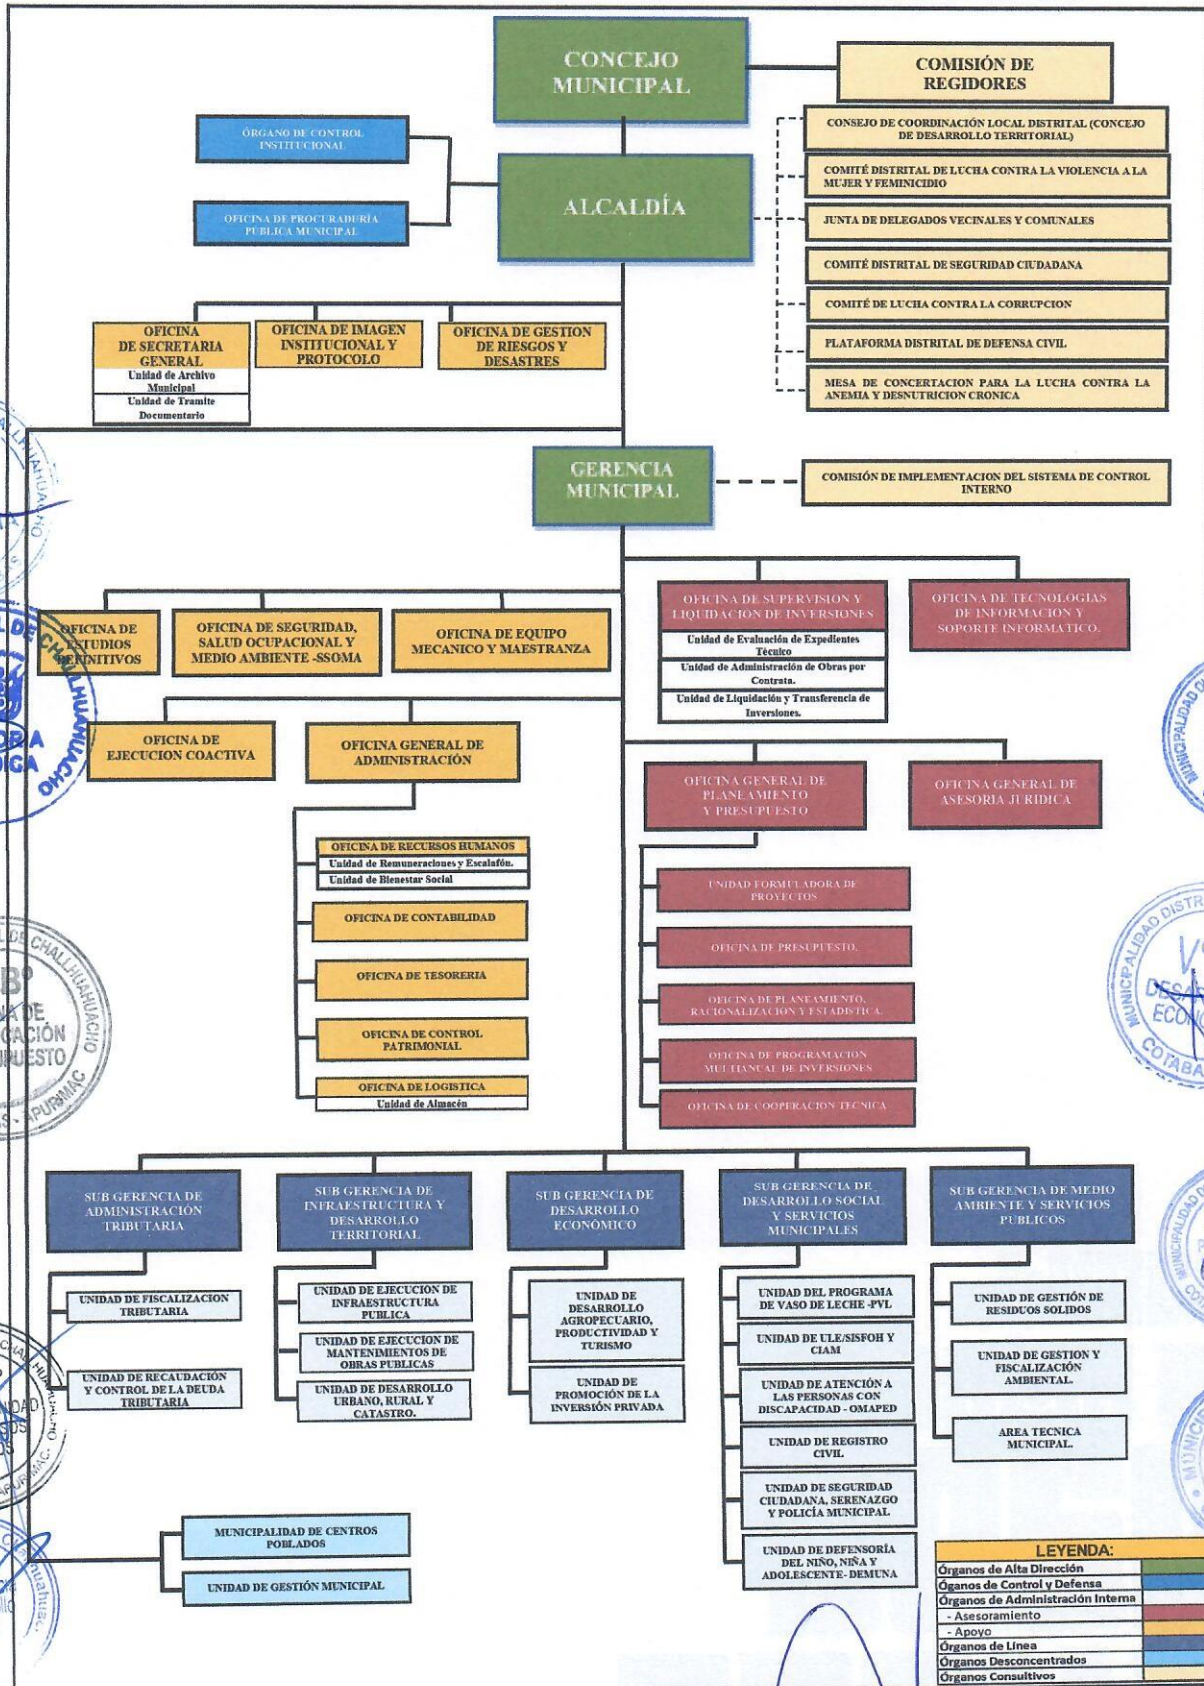 CONCEJO
MUNICIPAL
COMISIÓN DE
REGIDORES
ÓRGANO DE CONTROL
INSTITUCIONAL
OFICINA DE PROCURADURÍA
PÚBLICA MUNICIPAL
ALCALDÍA
CONSEJO DE COORDINACIÓN LOCAL DISTRITAL (CONCEJO
DE DESARROLLO TERRITORIAL)
COMITÉ DISTRITAL DE LUCHA CONTRA LA VIOLENCIA A LA
MUJER Y FEMINICIDIO
JUNTA DE DELEGADOS VECINALES Y COMUNALES
COMITÉ DISTRITAL DE SEGURIDAD CIUDADANA
COMITÉ DE LUCHA CONTRA LA CORRUPCION
PLATAFORMA DISTRITAL DE DEFENSA CIVIL
MESA DE CONCERTACION PARA LA LUCHA CONTRA LA
ANEMIA Y DESNUTRICION CRONICA
OFICINA
DE SECRETARIA
GENERAL
Unidad de Archivo
Municipal
Unidad de Tramite
Documentario
OFICINA DE IMAGEN
INSTITUCIONAL Y
PROTOCOLO
OFICINA DE GESTION
DE RIESGOS Y
DESASTRES
GERENCIA
MUNICIPAL
COMISIÓN DE IMPLEMENTACION DEL SISTEMA DE CONTROL
INTERNO
OFICINA DE
ESTUDIOS
DEFINITIVOS
OFICINA DE SEGURIDAD,
SALUD OCUPACIONAL Y
MEDIO AMBIENTE -SSOMA
OFICINA DE EQUIPO
MECANICO Y MAESTRANZA
OFICINA DE SUPERVISION Y
LIQUIDACION DE INVERSIONES
Unidad de Evaluación de Expedientes
Técnico
Unidad de Administración de Obras por
Contrata.
Unidad de Liquidación y Transferencia de
Inversiones.
OFICINA DE TECNOLOGIAS
DE INFORMACION Y
SOPORTE INFORMATICO.
OFICINA DE
EJECUCION COACTIVA
OFICINA GENERAL DE
ADMINISTRACIÓN
OFICINA GENERAL DE
PLANEAMIENTO
Y PRESUPUESTO
OFICINA GENERAL DE
ASESORIA JURIDICA
OFICINA DE RECURSOS HUMANOS
Unidad de Remuneraciones y Escalafón.
Unidad de Bienestar Social
OFICINA DE CONTABILIDAD
OFICINA DE TESORERIA
OFICINA DE CONTROL
PATRIMONIAL
OFICINA DE LOGISTICA
Unidad de Almacén
UNIDAD FORMULADORA DE
PROYECTOS
OFICINA DE PRESUPUESTO.
OFICINA DE PLANEAMIENTO,
RACIONALIZACION Y ESTADISTICA.
OFICINA DE PROGRAMACION
MULTIANUAL DE INVERSIONES
OFICINA DE COOPERACION TECNICA
SUB GERENCIA DE
ADMINISTRACIÓN
TRIBUTARIA
SUB GERENCIA DE
INFRAESTRUCTURA Y
DESARROLLO
TERRITORIAL
SUB GERENCIA DE
DESARROLLO
ECONÓMICO
SUB GERENCIA DE
DESARROLLO SOCIAL
Y SERVICIOS
MUNICIPALES
SUB GERENCIA DE MEDIO
AMBIENTE Y SERVICIOS
PUBLICOS
UNIDAD DE FISCALIZACION
TRIBUTARIA
UNIDAD DE RECAUDACIÓN
Y CONTROL DE LA DEUDA
TRIBUTARIA
UNIDAD DE EJECUCION DE
INFRAESTRUCTURA
PUBLICA
UNIDAD DE EJECUCION DE
MANTENIMIENTOS DE
OBRAS PUBLICAS
UNIDAD DE DESARROLLO
URBANO, RURAL Y
CATASTRO.
UNIDAD DE
DESARROLLO
AGROPECUARIO,
PRODUCTIVIDAD Y
TURISMO
UNIDAD DE
PROMOCIÓN DE LA
INVERSIÓN PRIVADA
UNIDAD DEL PROGRAMA
DE VASO DE LECHE -PVL
UNIDAD DE ULE/SISFOH Y
CIAM
UNIDAD DE ATENCIÓN A
LAS PERSONAS CON
DISCAPACIDAD - OMAPED
UNIDAD DE REGISTRO
CIVIL
UNIDAD DE SEGURIDAD
CIUDADANA, SERENAZGO
Y POLICÍA MUNICIPAL
UNIDAD DE DEFENSORÍA
DEL NIÑO, NIÑA Y
ADOLESCENTE- DEMUNA
UNIDAD DE GESTIÓN DE
RESIDUOS SOLIDOS
UNIDAD DE GESTION Y
FISCALIZACIÓN
AMBIENTAL.
AREA TECNICA
MUNICIPAL.
MUNICIPALIDAD DE CENTROS
POBLADOS
UNIDAD DE GESTIÓN MUNICIPAL
LEYENDA:
Órganos de Alta Dirección
Óganos de Control y Defensa
Órganos de Administración Interna
- Asesoramiento
- Apoyo
Órganos de Línea
Órganos Desconcentrados
Órganos Consultivos
DE CHALLHUAHUACHO
DE CHALLHUAHUACHO
APURIMAC
MUNICIPALIDAD
MUNICIPALIDAD DISTR
COTABA
MUNICIPALIDAD